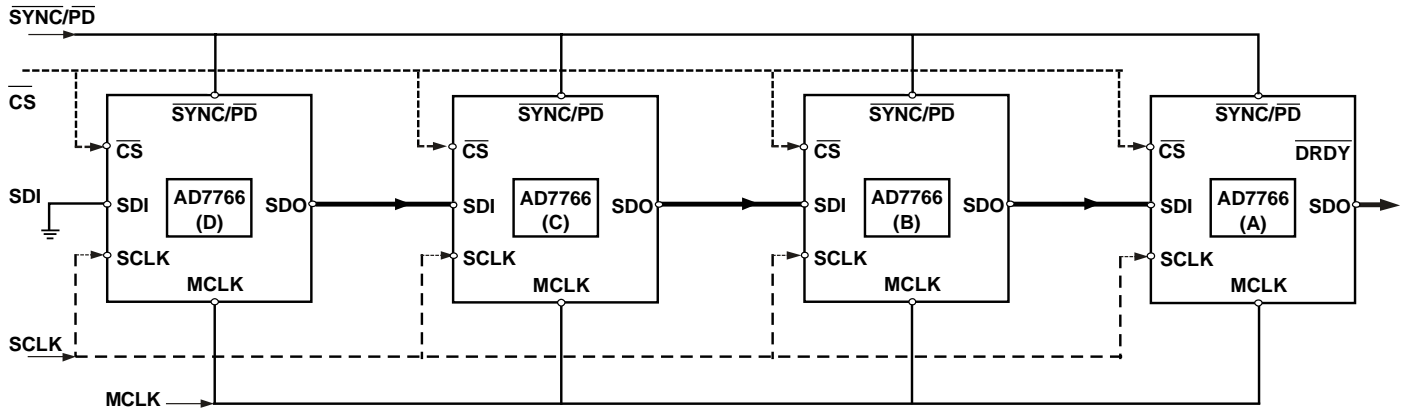 SYNC/PD
CS
SYNC/PD
SYNC/PD
SYNC/PD
SYNC/PD
CS
CS
CS
CS
DRDY
SDI
SDI
AD7766
(D)
SDO
SDI
AD7766
(C)
SDO
SDI
AD7766
(B)
SDO
SDI
AD7766
(A)
SDO
SCLK
SCLK
SCLK
SCLK
MCLK
MCLK
MCLK
MCLK
SCLK
MCLK